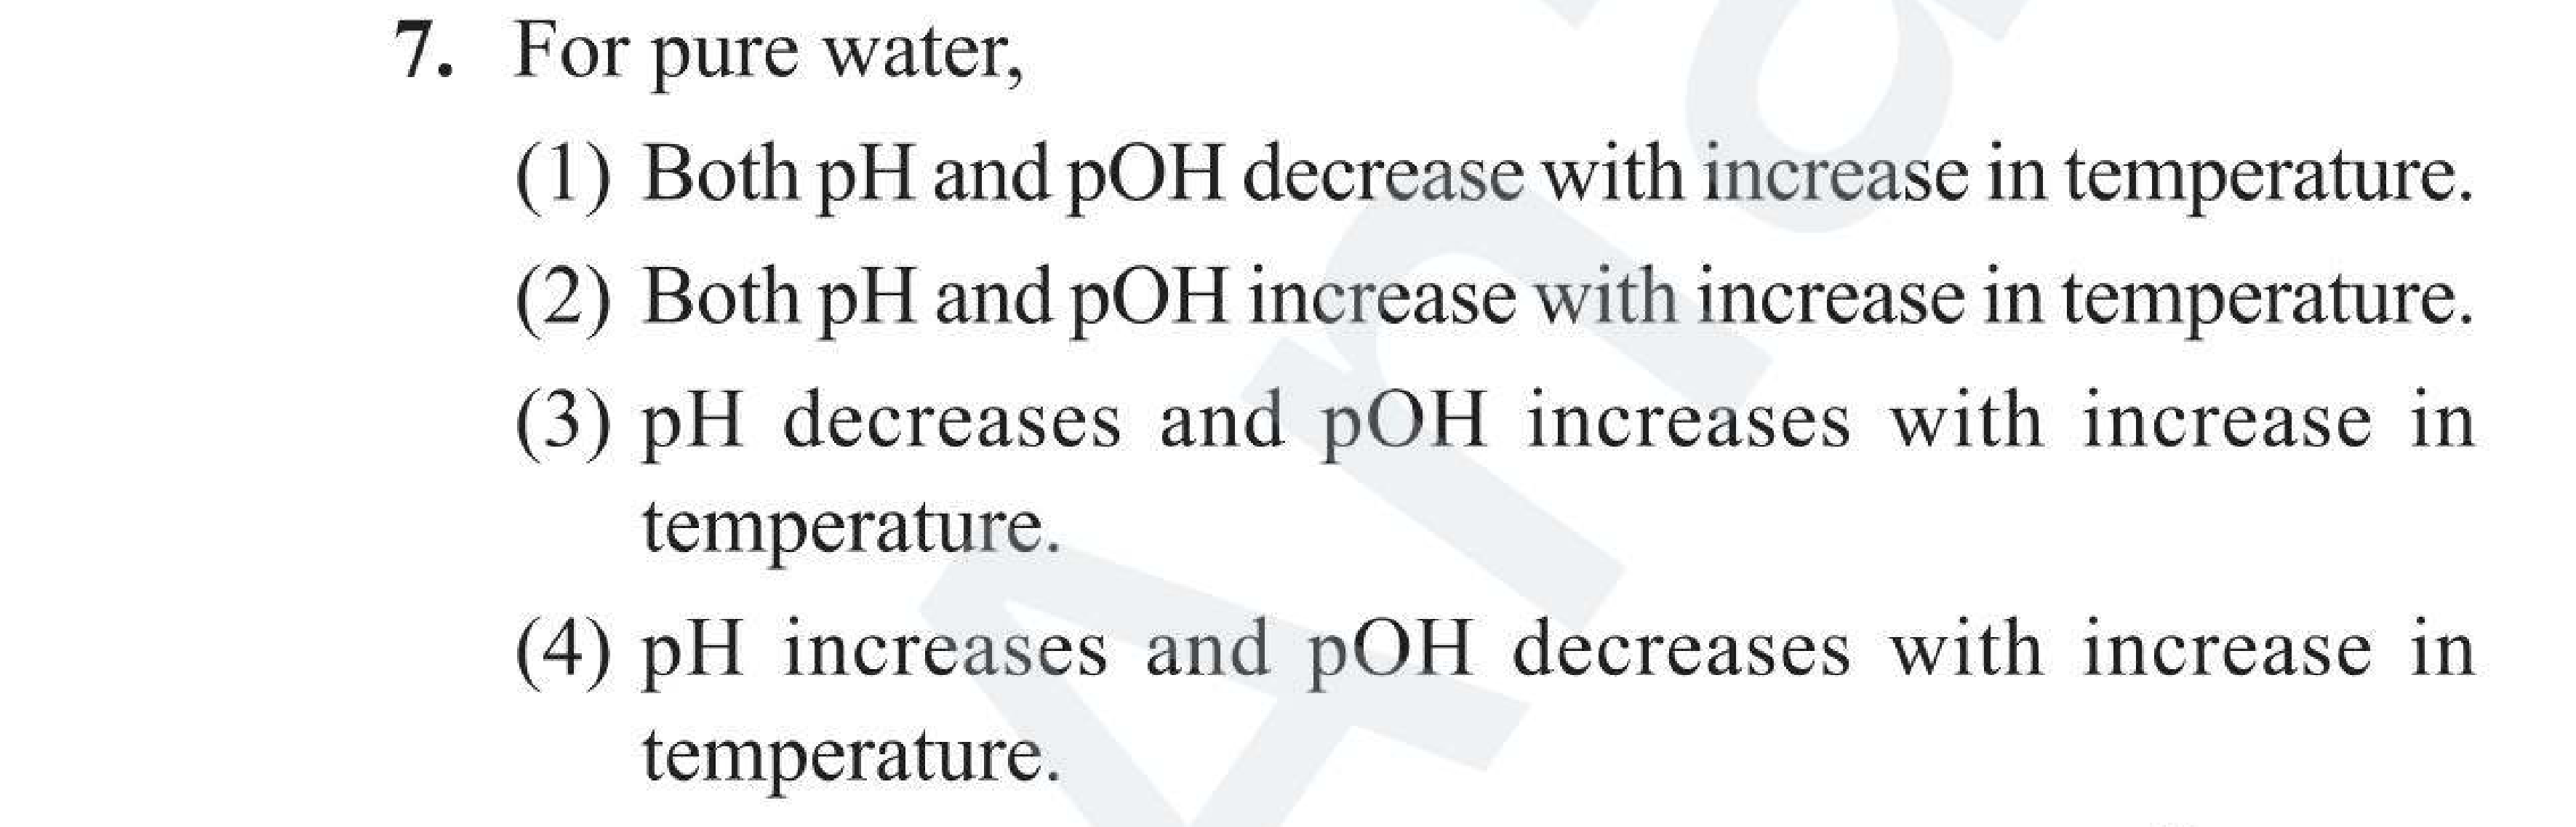 7. For pure water,
(1) Both pH and pOH decrease with increase in temperature.
(2) Both pH and pOH increase with increase in temperature.
(3) pH decreases and pOH increases with increase in
temperature.
(4) pH increases and pOH decreases with increase in
temperature.